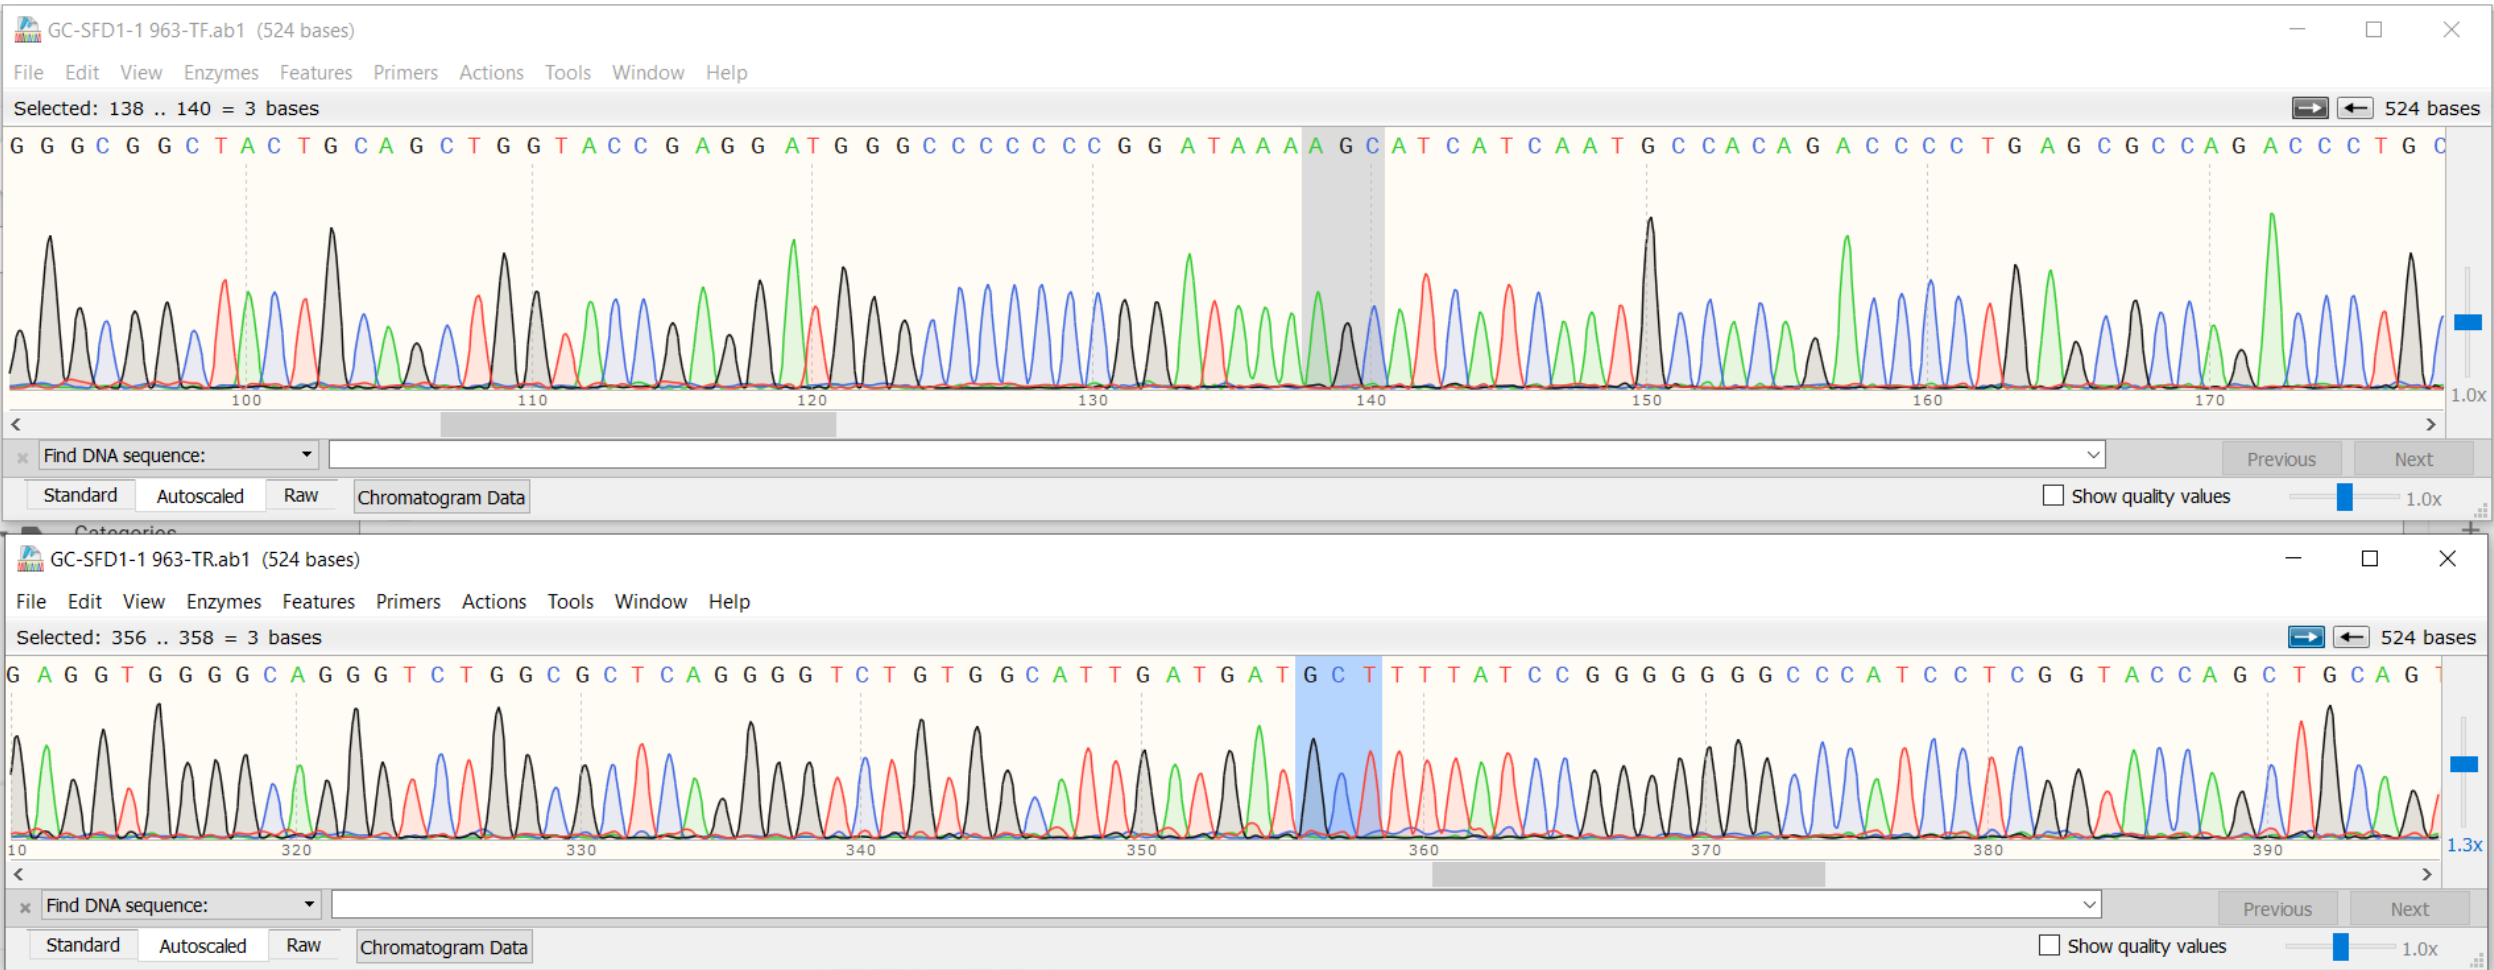 GC-SFD1-1 963-TF.ab1 (524 bases)
File Edit View Enzymes Features Primers Actions Tools Window Help
Selected: 138 .. 140 = 3 bases 524 bases
G G G C G G C T A C T G C A G C T G G T A C C G A G G A T G G G C C C C C C C G G A T A A A A G C A T C A T C A A T G C C A C A G A C C C C T G A G C G C C A G A C C C T G C
100 110 120 130 140 150 160 170 1.0x
Find DNA sequence: Previous Next
Standard Autoscaled Raw Chromatogram Data Show quality values 1.0x
Categories
GC-SFD1-1 963-TR.ab1 (524 bases)
File Edit View Enzymes Features Primers Actions Tools Window Help
Selected: 356 .. 358 = 3 bases 524 bases
G A G G T G G G G C A G G G T C T G G C G C T C A G G G G T C T G T G G C A T T G A T G A T G C T T T T A T C C G G G G G G G C C C A T C C T C G G T A C C A G C T G C A G T
10 320 330 340 350 360 370 380 390 1.3x
Find DNA sequence: Previous Next
Standard Autoscaled Raw Chromatogram Data Show quality values 1.0x